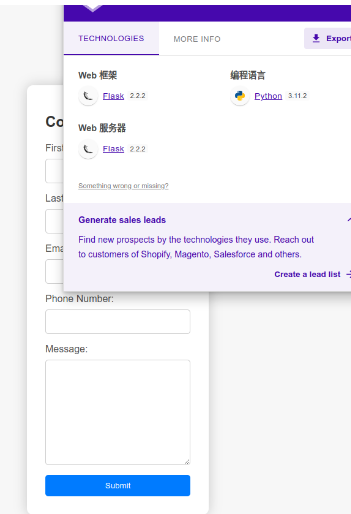 TECHNOLOGIES
MORE INFO
Export
Web 框架
Flask 2.2.2
编程语言
Python 3.11.2
Web 服务器
Flask 2.2.2
Something wrong or missing?
Generate sales leads
Find new prospects by the technologies they use. Reach out
to customers of Shopify, Magento, Salesforce and others.
Create a lead list
Co
First
Last
Ema
Phone Number:
Message:
Submit